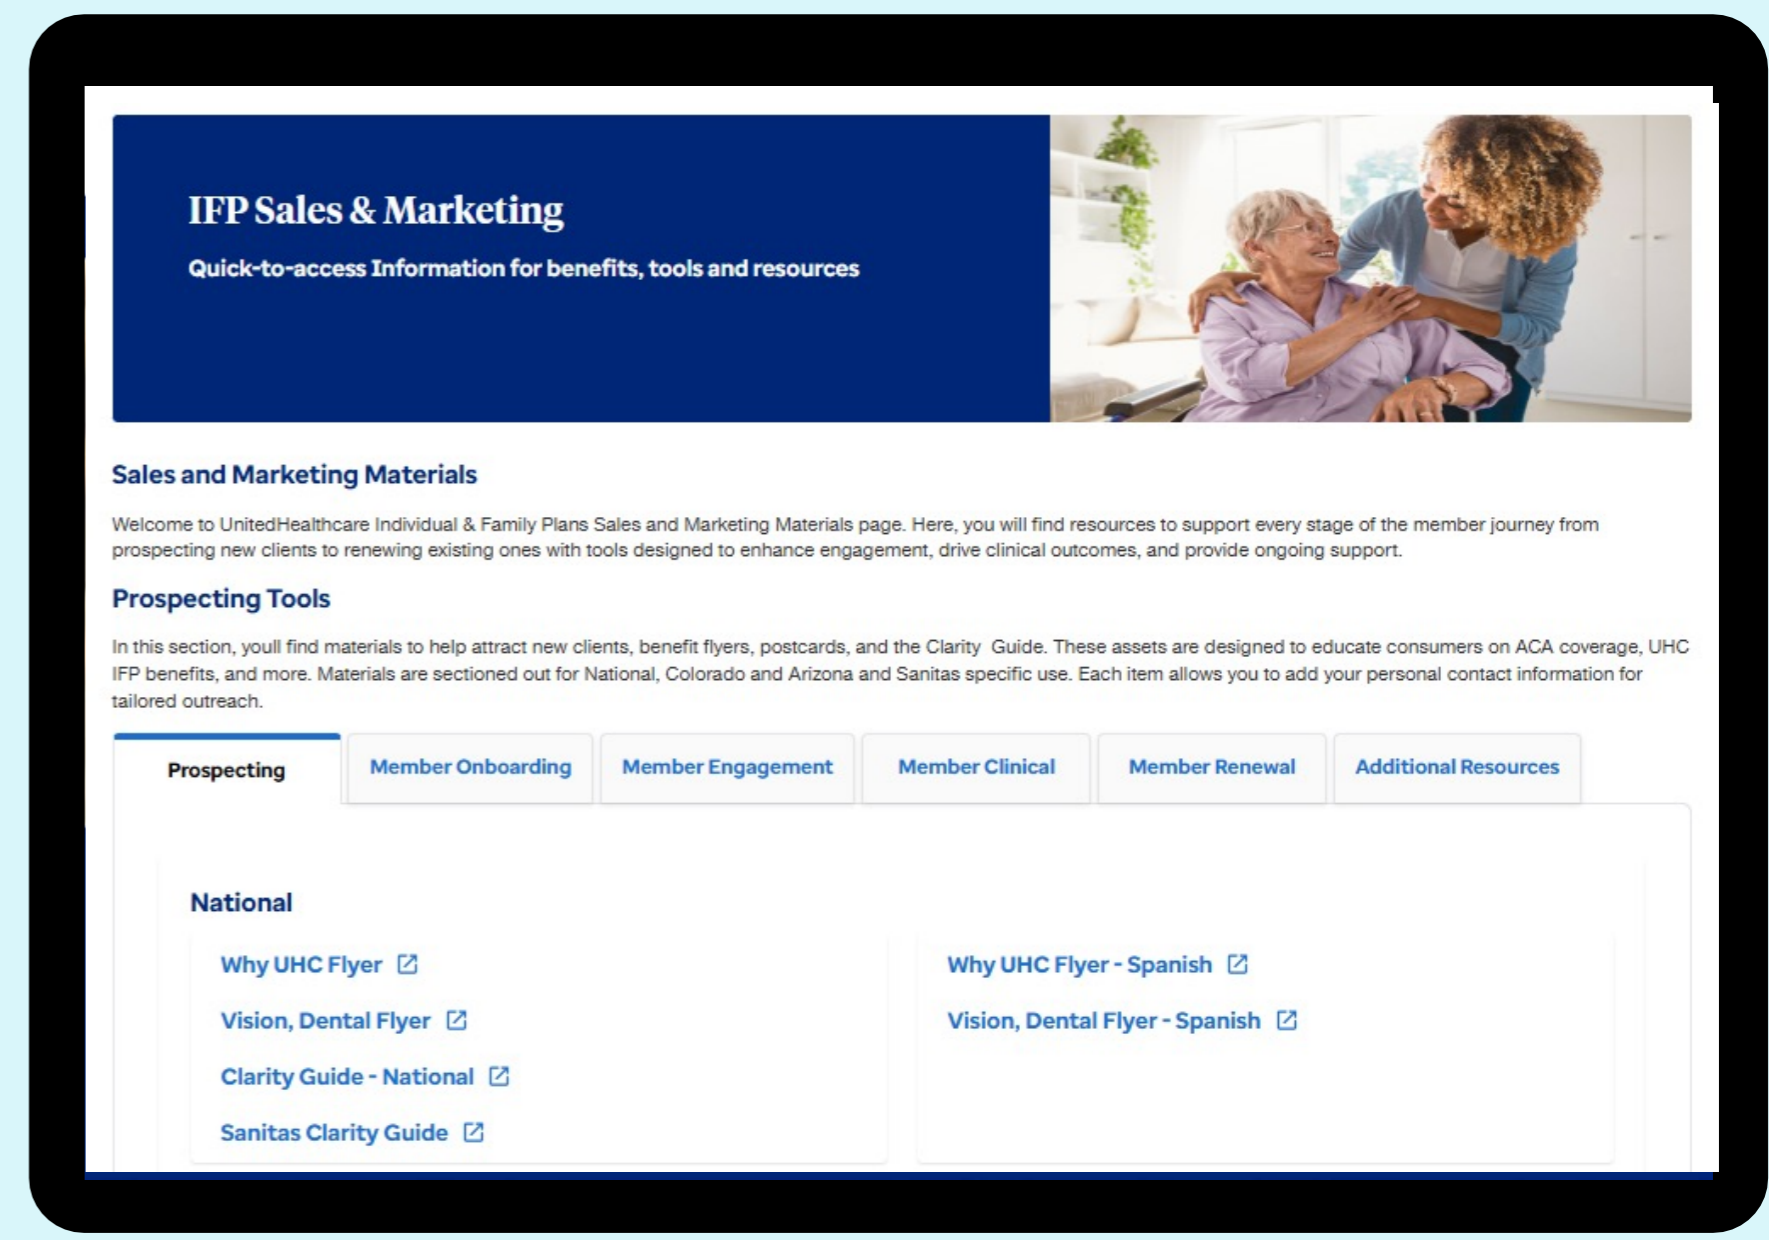 IFP Sales & Marketing
Quick-to-access Information for benefits, tools and resources
Sales and Marketing Materials
Welcome to UnitedHealthcare Individual & Family Plans Sales and Marketing Materials page. Here, you will find resources to support every stage of the member journey from
prospecting new clients to renewing existing ones with tools designed to enhance engagement, drive clinical outcomes, and provide ongoing support.
Prospecting Tools
In this section, youll find materials to help attract new clients, benefit flyers, postcards, and the Clarity Guide. These assets are designed to educate consumers on ACA coverage, UHC
IFP benefits, and more. Materials are sectioned out for National, Colorado and Arizona and Sanitas specific use. Each item allows you to add your personal contact information for
tailored outreach.
Prospecting Member Onboarding Member Engagement Member Clinical Member Renewal Additional Resources
National
Why UHC Flyer Why UHC Flyer - Spanish
Vision, Dental Flyer Vision, Dental Flyer - Spanish
Clarity Guide - National
Sanitas Clarity Guide